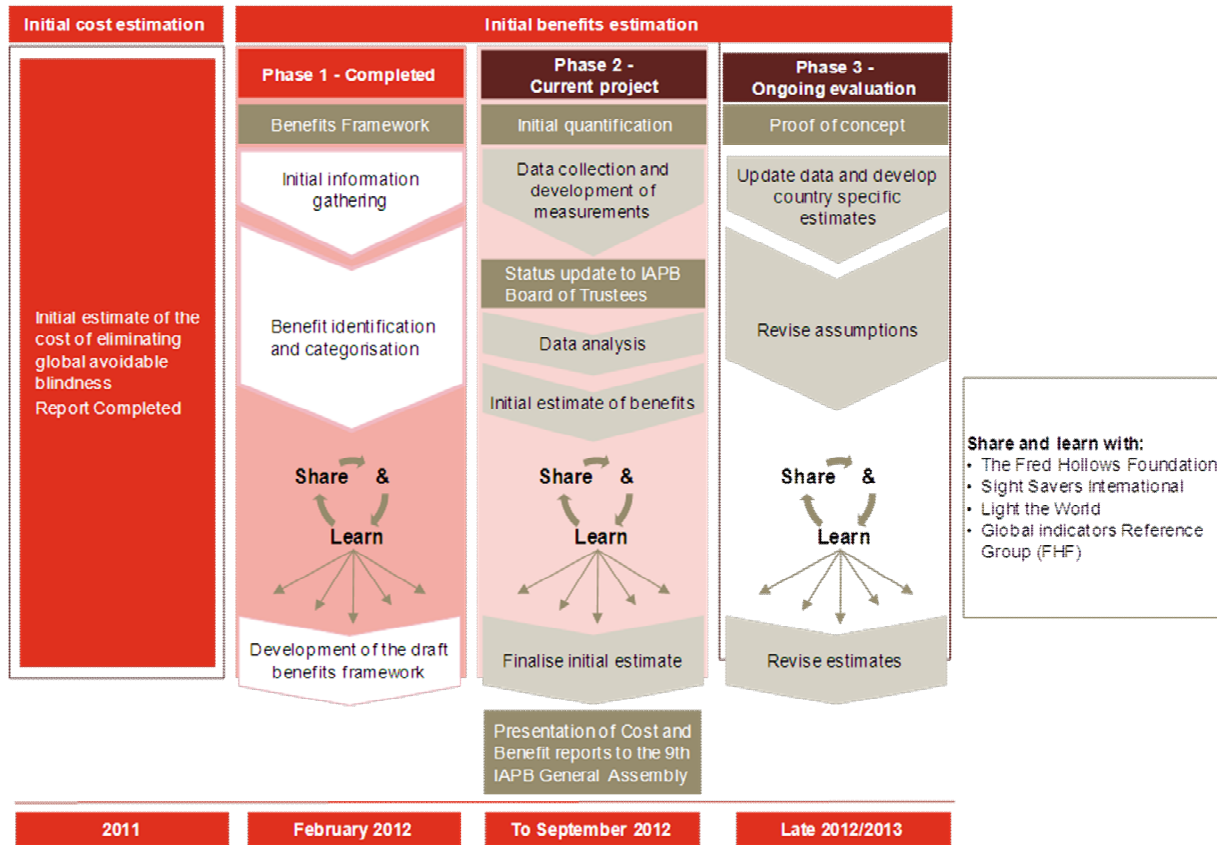 Initial cost estimation
Initial benefits estimation
Initial estimate of the
cost of eliminating
global avoidable
blindness
Report Completed
Phase 1 - Completed
Benefits Framework
Initial information
gathering
Benefit identification
and categorisation
Share &
Learn
Development of the draft
benefits framework
Phase 2 -
Current project
Initial quantification
Data collection and
development of
measurements
Status update to IAPB
Board of Trustees
Data analysis
Initial estimate of benefits
Share &
Learn
Finalise initial estimate
Presentation of Cost and
Benefit reports to the 9th
IAPB General Assembly
Phase 3 -
Ongoing evaluation
Proof of concept
Update data and develop
country specific
estimates
Revise assumptions
Share &
Learn
Revise estimates
Share and learn with:
• The Fred Hollows Foundation
• Sight Savers International
• Light the World
• Global indicators Reference
Group (FHF)
2011
February 2012
To September 2012
Late 2012/2013